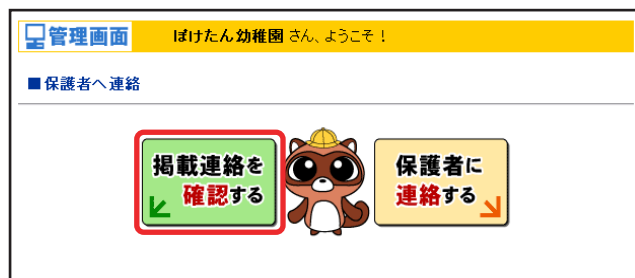 管理画面 ぽけたん幼稚園 さん、ようこそ！
■保護者へ連絡
掲載連絡を
確認する
保護者に
連絡する